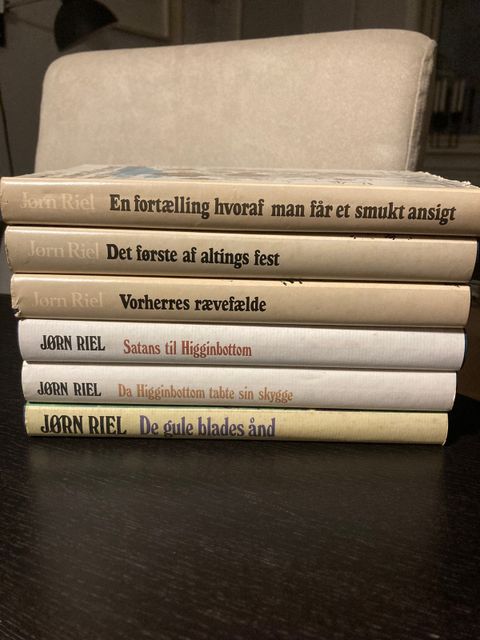 Jørn Riel En fortælling hvoraf man får et smukt ansigt
Jørn Riel Det første af altings fest
Jørn Riel Vorherres rævefælde
JØRN RIEL Satans til Higginbottom
JØRN RIEL Da Higginbottom tabte sin skygge
JØRN RIEL De gule blades ånd